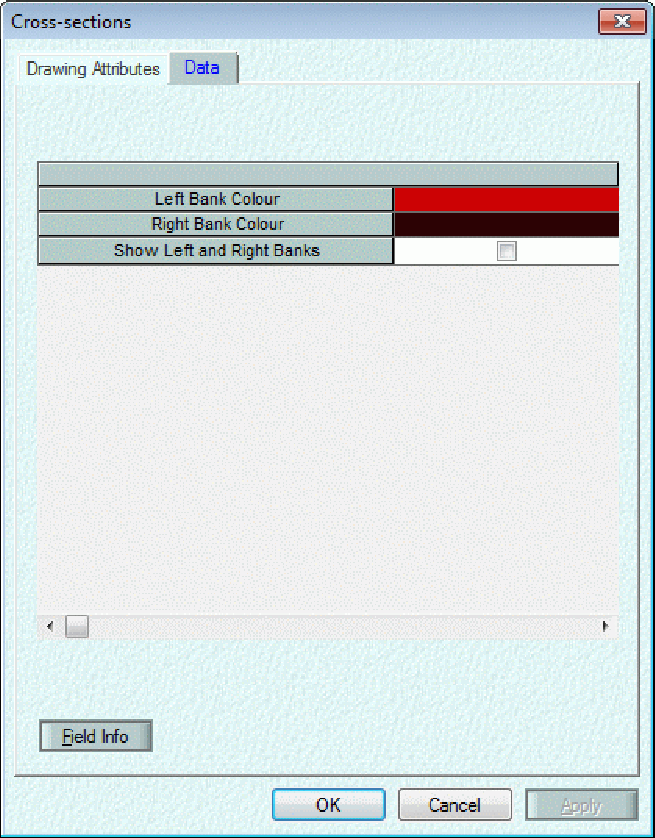 Cross-sections
Drawing Attributes Data
Left Bank Colour
Right Bank Colour
Show Left and Right Banks
Field Info
OK Cancel Apply